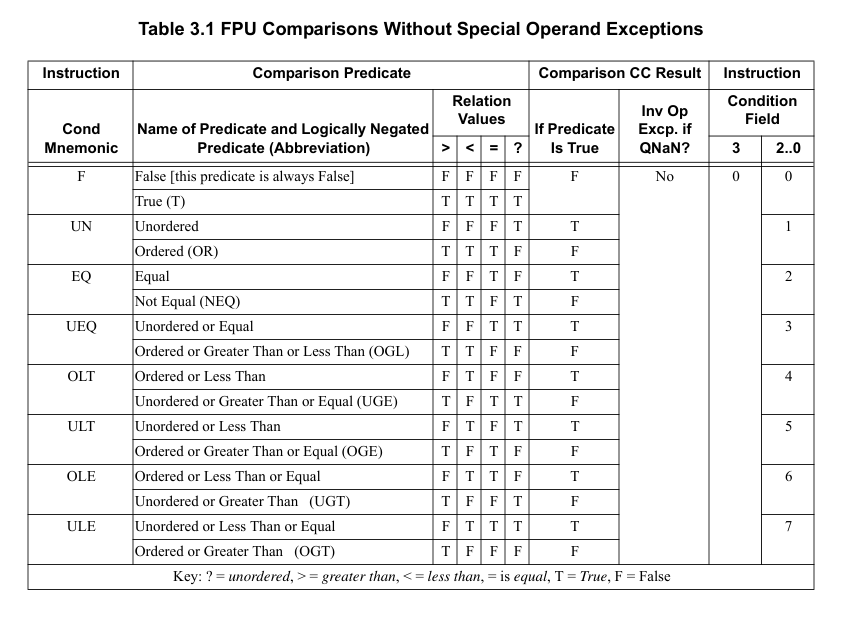 Table 3.1 FPU Comparisons Without Special Operand Exceptions
Instruction Comparison Predicate Comparison CC Result Instruction
Cond Mnemonic Name of Predicate and Logically Negated Predicate (Abbreviation) Relation Values If Predicate Is True Inv Op Excp. if QNaN? Condition Field
> < = ? 3 2..0
F False [this predicate is always False] F F F F F No 0 0
True (T) T T T T
UN Unordered F F F T T 1
Ordered (OR) T T T F F
EQ Equal F F T F T 2
Not Equal (NEQ) T T F T F
UEQ Unordered or Equal F F T T T 3
Ordered or Greater Than or Less Than (OGL) T T F F F
OLT Ordered or Less Than F T F F T 4
Unordered or Greater Than or Equal (UGE) T F T T F
ULT Unordered or Less Than F T F T T 5
Ordered or Greater Than or Equal (OGE) T F T F F
OLE Ordered or Less Than or Equal F T T F T 6
Unordered or Greater Than (UGT) T F F T F
ULE Unordered or Less Than or Equal F T T T T 7
Ordered or Greater Than (OGT) T F F F F
Key: ? = unordered, > = greater than, < = less than, = is equal, T = True, F = False